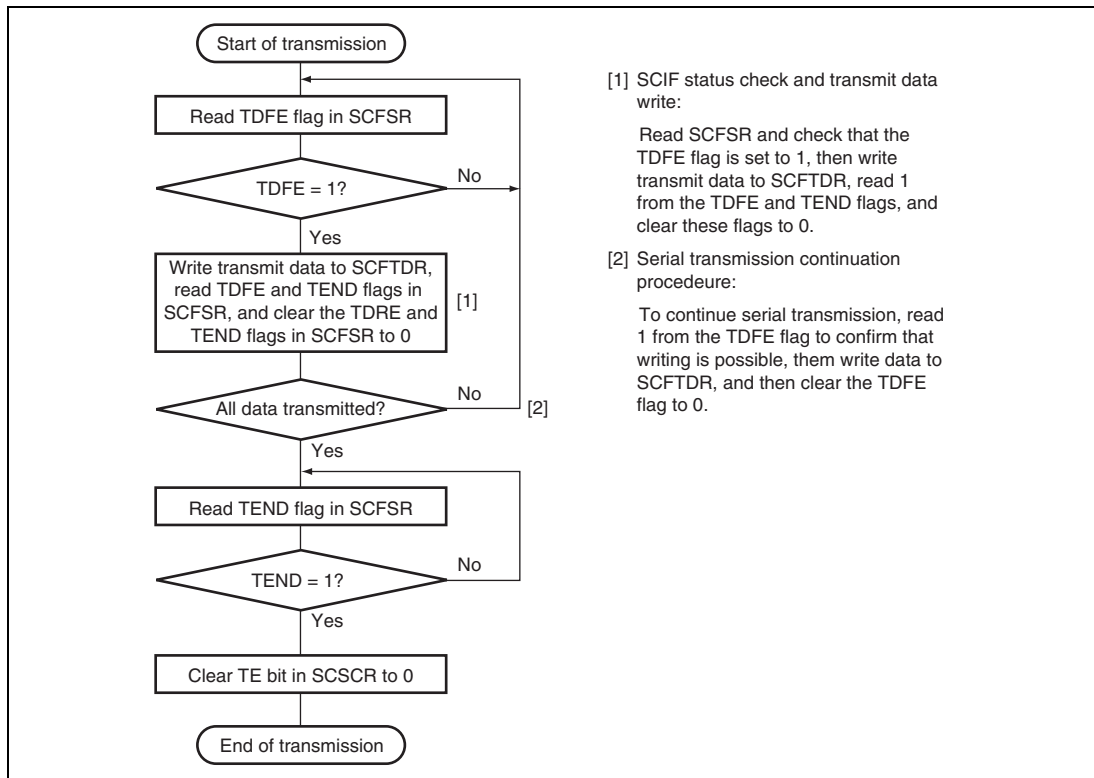 Start of transmission
Read TDFE flag in SCFSR
TDFE = 1?
No
Yes
Write transmit data to SCFTDR,
read TDFE and TEND flags in
SCFSR, and clear the TDRE and
TEND flags in SCFSR to 0
[1]
All data transmitted?
No
[2]
Yes
Read TEND flag in SCFSR
TEND = 1?
No
Yes
Clear TE bit in SCSCR to 0
End of transmission
[1] SCIF status check and transmit data
write:
Read SCFSR and check that the
TDFE flag is set to 1, then write
transmit data to SCFTDR, read 1
from the TDFE and TEND flags, and
clear these flags to 0.
[2] Serial transmission continuation
procedeure:
To continue serial transmission, read
1 from the TDFE flag to confirm that
writing is possible, them write data to
SCFTDR, and then clear the TDFE
flag to 0.